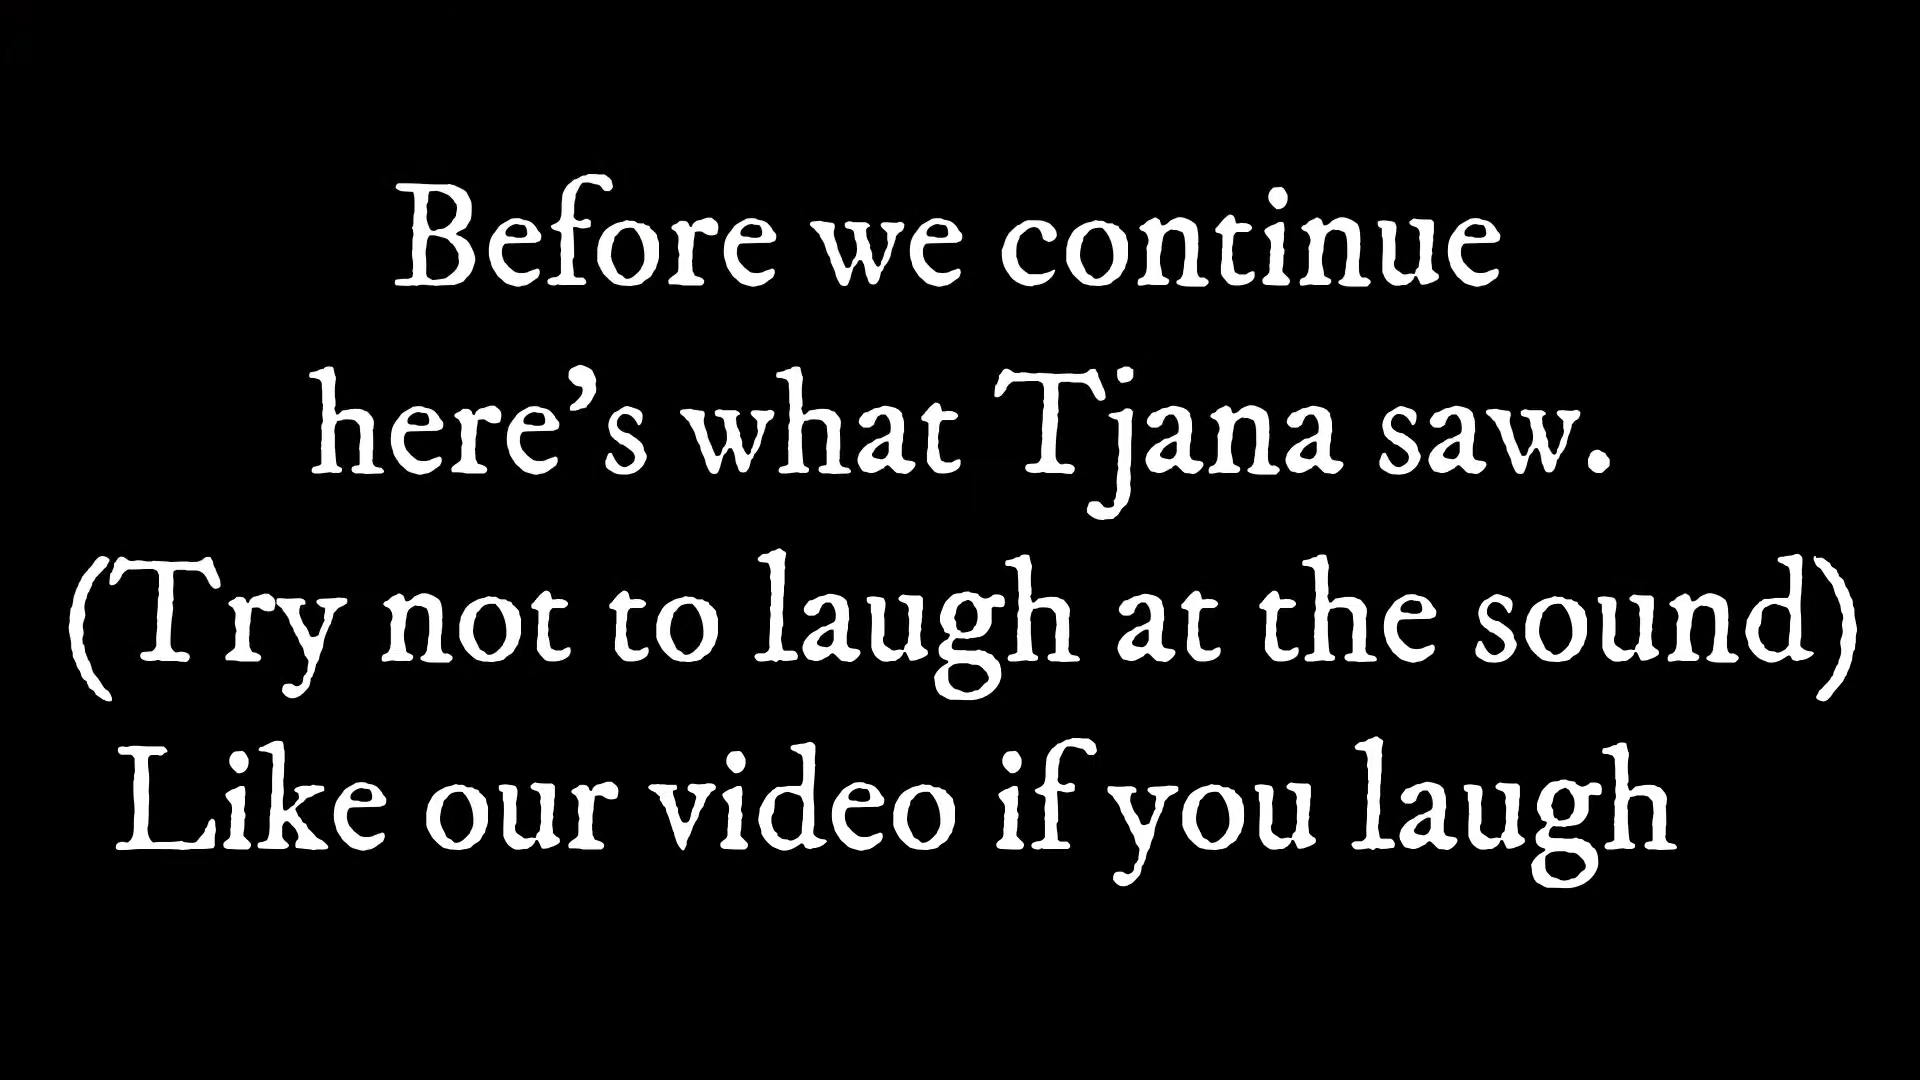 Before we continue
here’s what Tjana saw.
(Try not to laugh at the sound)
Like our video if you laugh